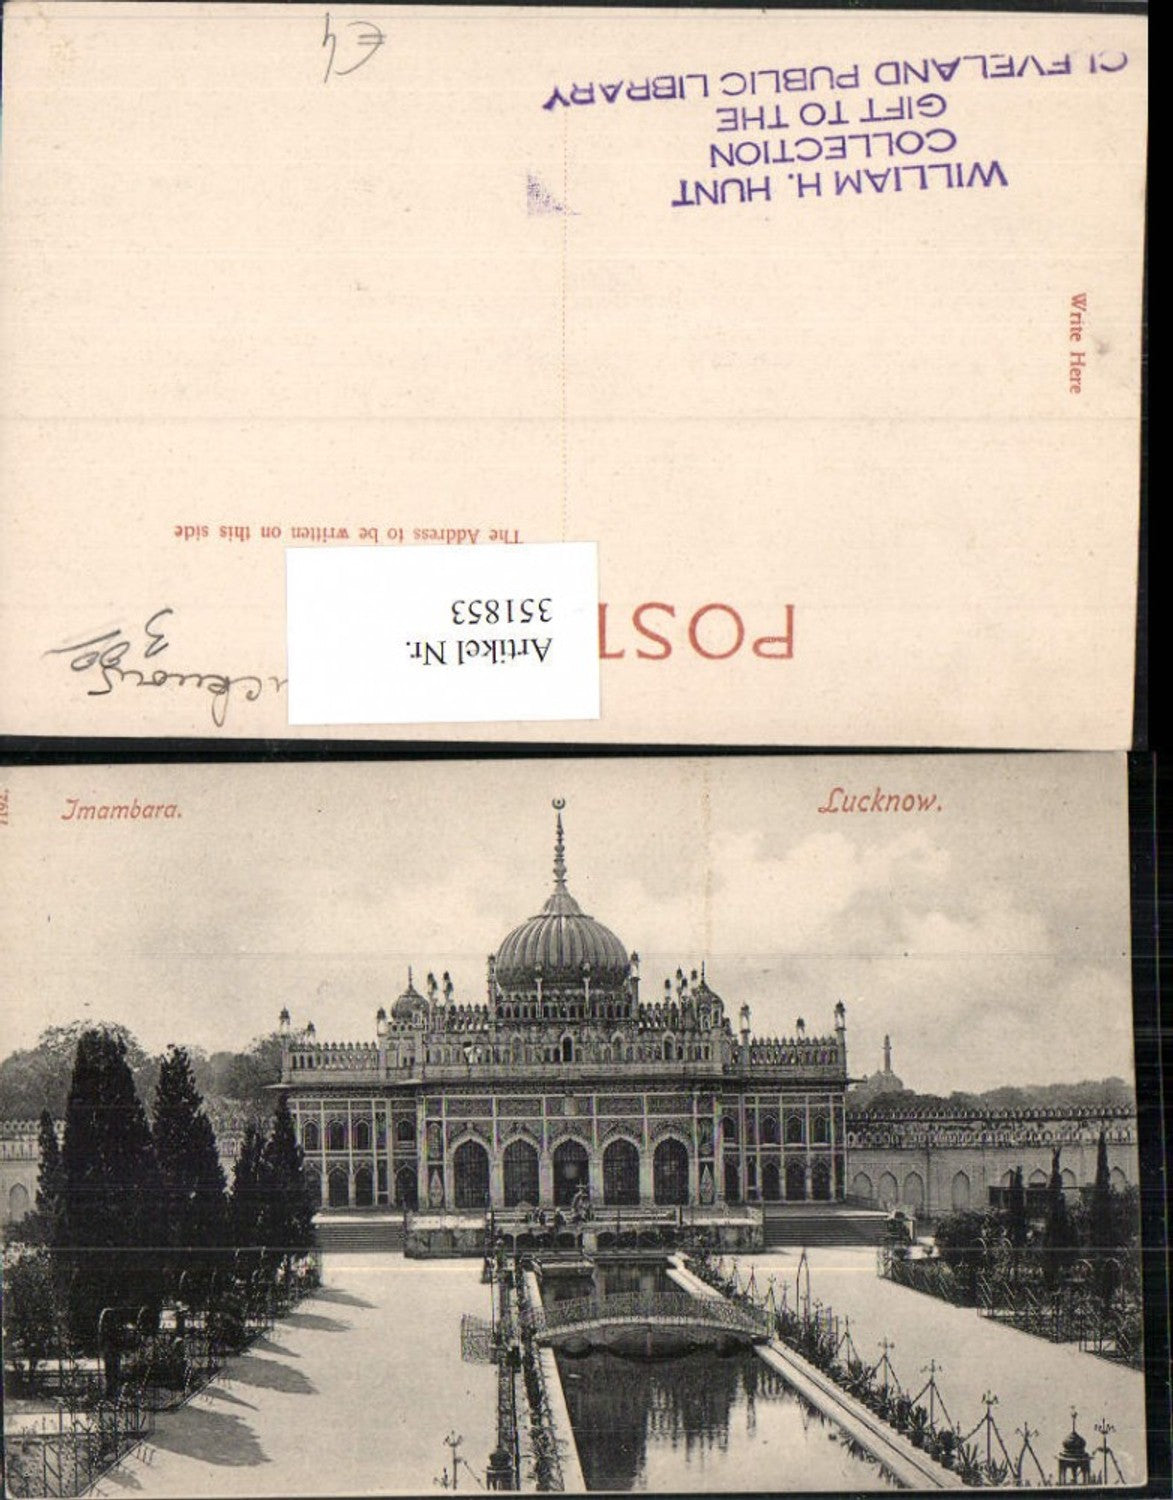 €4
WILLIAM H. HUNT
COLLECTION
GIFT TO THE
CLEVELAND PUBLIC LIBRARY
Write Here
The Address to be written on this side
POST
Artikel Nr.
351853
Imambara.
Lucknow.